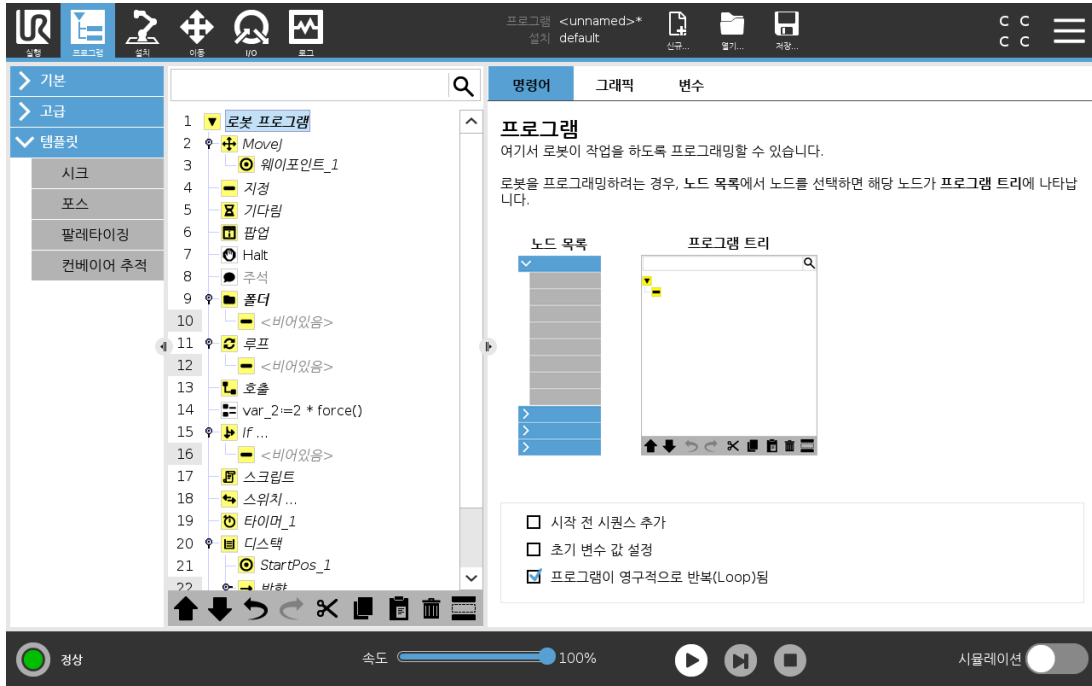 프로그램 <unnamed>*
설치 default
실행 프로그램 설치 이동 I/O 로그
신규... 열기... 저장...
C C
C C
기본
고급
템플릿
시크
포스
팔레타이징
컨베이어 추적
1 로봇 프로그램
2 MoveJ
3 웨이포인트_1
4 지정
5 기다림
6 팝업
7 Halt
8 주석
9 폴더
10 <비어있음>
11 루프
12 <비어있음>
13 호출
14 var_2:=2 * force()
15 If ...
16 <비어있음>
17 스크립트
18 스위치 ...
19 타이머_1
20 디스택
21 StartPos_1
22 방향
명령어 그래픽 변수
프로그램
여기서 로봇이 작업을 하도록 프로그래밍할 수 있습니다.
로봇을 프로그래밍하려는 경우, 노드 목록에서 노드를 선택하면 해당 노드가 프로그램 트리에 나타납
니다.
노드 목록 프로그램 트리
시작 전 시퀀스 추가
초기 변수 값 설정
프로그램이 영구적으로 반복(Loop)됨
정상
속도 100%
시뮬레이션